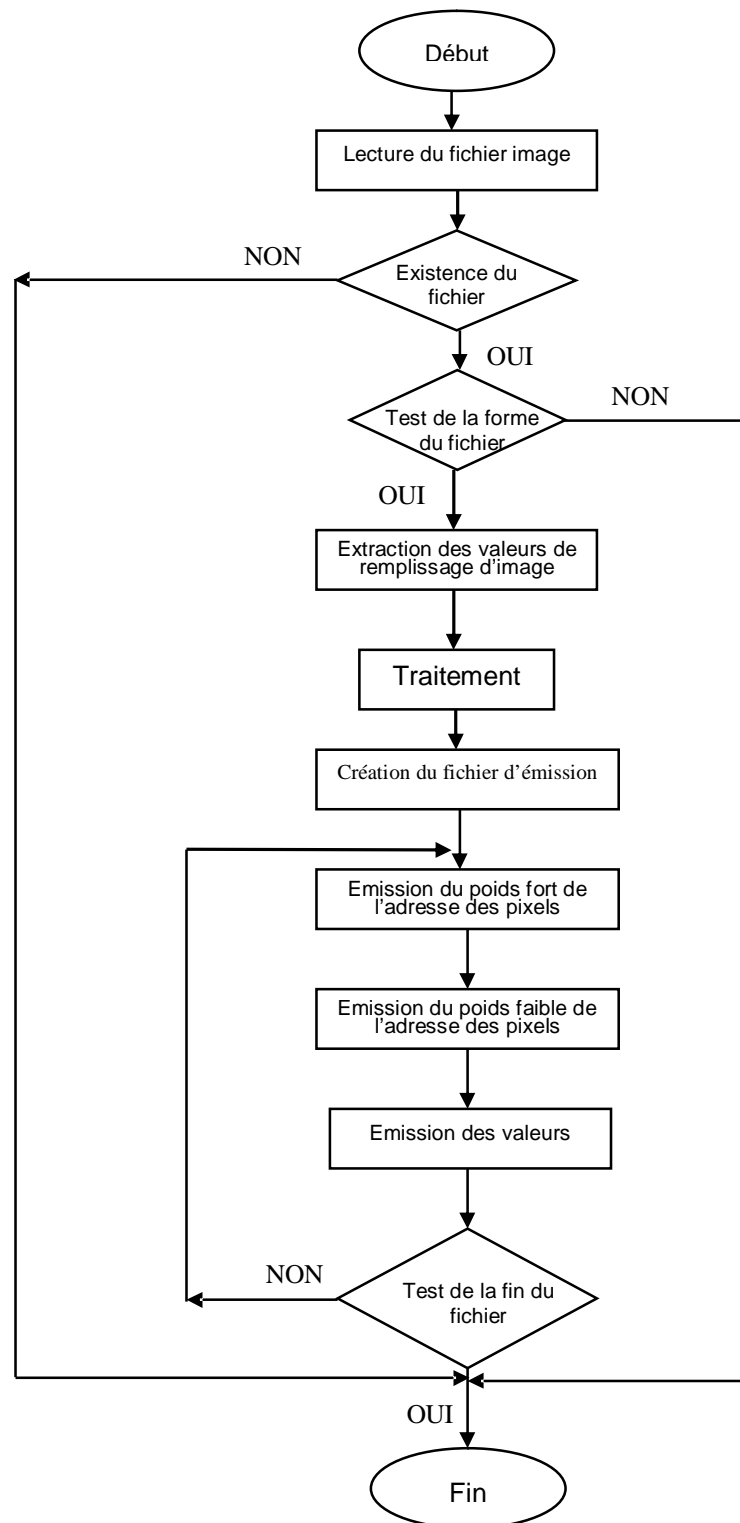 Début
Lecture du fichier image
NON
Existence du
fichier
OUI
Test de la forme
du fichier
NON
OUI
Extraction des valeurs de
remplissage d'image
Traitement
Création du fichier d'émission
Emission du poids fort de
l'adresse des pixels
Emission du poids faible de
l'adresse des pixels
Emission des valeurs
NON
Test de la fin du
fichier
OUI
Fin